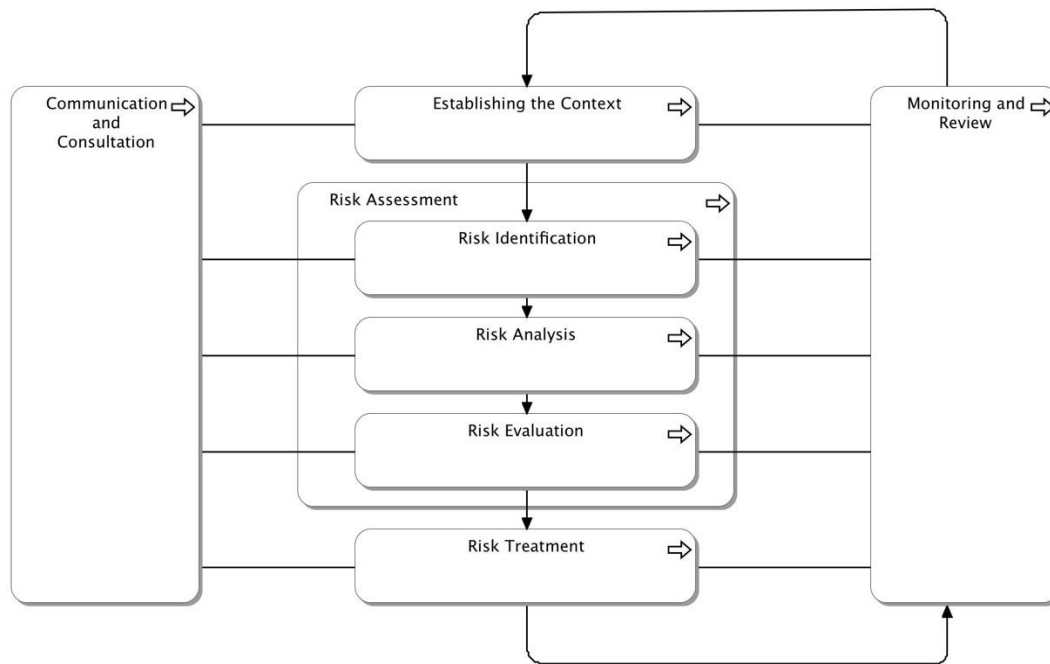 Communication
and
Consultation
Establishing the Context
Monitoring and
Review
Risk Assessment
Risk Identification
Risk Analysis
Risk Evaluation
Risk Treatment